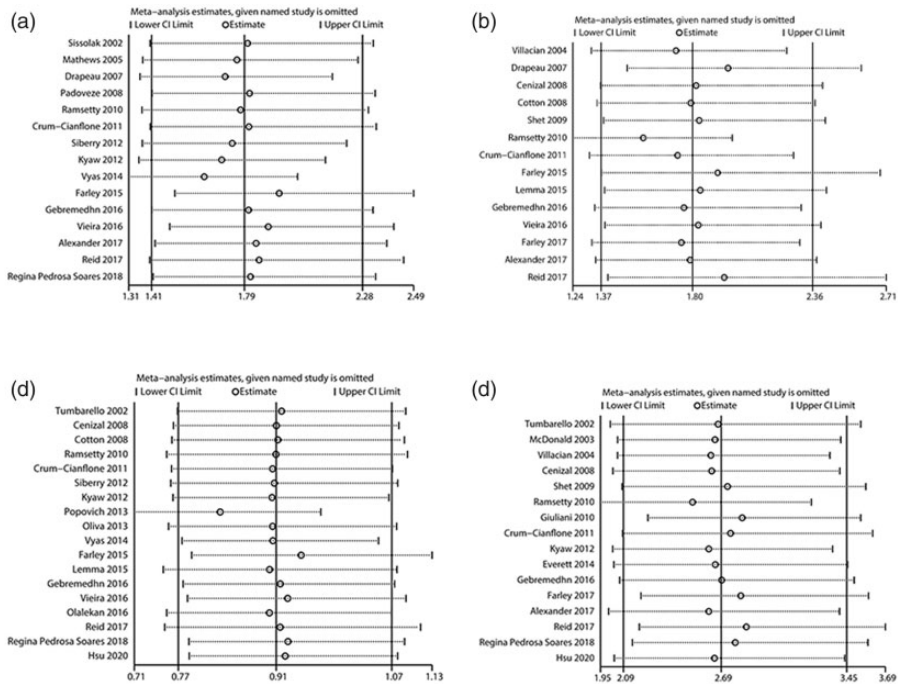 (a)
Meta-analysis estimates, given named study is omitted
Lower CI Limit Estimate Upper CI Limit
Sissolak 2002
Mathews 2005
Drapeau 2007
Padoveze 2008
Ramsetty 2010
Crum-Cianflone 2011
Siberry 2012
Kyaw 2012
Vyas 2014
Farley 2015
Gebremedhn 2016
Vieira 2016
Alexander 2017
Reid 2017
Regina Pedrosa Soares 2018
1.31 1.41 1.79 2.28 2.49
(b)
Meta-analysis estimates, given named study is omitted
Lower CI Limit Estimate Upper CI Limit
Villacian 2004
Drapeau 2007
Cenizal 2008
Cotton 2008
Shet 2009
Ramsetty 2010
Crum-Cianflone 2011
Farley 2015
Lemma 2015
Gebremedhn 2016
Vieira 2016
Farley 2017
Alexander 2017
Reid 2017
1.24 1.37 1.80 2.36 2.71
(d)
Meta-analysis estimates, given named study is omitted
Lower CI Limit Estimate Upper CI Limit
Tumbarello 2002
Cenizal 2008
Cotton 2008
Ramsetty 2010
Crum-Cianflone 2011
Siberry 2012
Kyaw 2012
Popovich 2013
Oliva 2013
Vyas 2014
Farley 2015
Lemma 2015
Gebremedhn 2016
Vieira 2016
Olalekan 2016
Reid 2017
Regina Pedrosa Soares 2018
Hsu 2020
0.71 0.77 0.91 1.07 1.13
(d)
Meta-analysis estimates, given named study is omitted
Lower CI Limit Estimate Upper CI Limit
Tumbarello 2002
McDonald 2003
Villacian 2004
Cenizal 2008
Shet 2009
Ramsetty 2010
Giuliani 2010
Crum-Cianflone 2011
Kyaw 2012
Everett 2014
Gebremedhn 2016
Farley 2017
Alexander 2017
Reid 2017
Regina Pedrosa Soares 2018
Hsu 2020
1.95 2.09 2.69 3.45 3.69